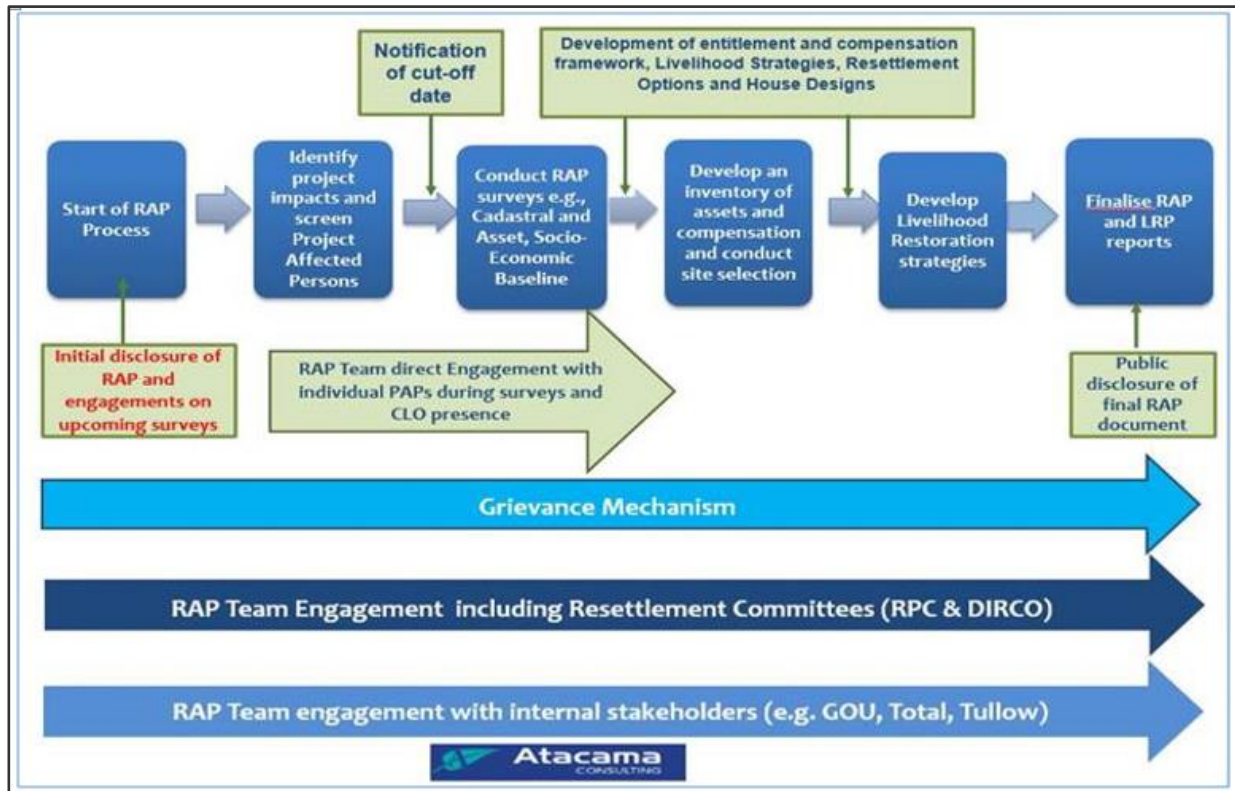 Notification
of cut-off
date
Development of entitlement and compensation
framework, Livelihood Strategies, Resettlement
Options and House Designs
Start of RAP
Process
Identify
project
impacts and
screen
Project
Affected
Persons
Conduct RAP
surveys e.g.,
Cadastral and
Asset, Socio-
Economic
Baseline
Develop an
inventory of
assets and
compensation
and conduct
site selection
Develop
Livelihood
Restoration
strategies
Finalise RAP
and LRP
reports
Initial disclosure of
RAP and
engagements on
upcoming surveys
RAP Team direct Engagement with
individual PAPs during surveys and
CLO presence
Public
disclosure of
final RAP
document
Grievance Mechanism
RAP Team Engagement including Resettlement Committees (RPC & DIRCO)
RAP Team engagement with internal stakeholders (e.g. GOU, Total, Tullow)
Atacama
CONSULTING